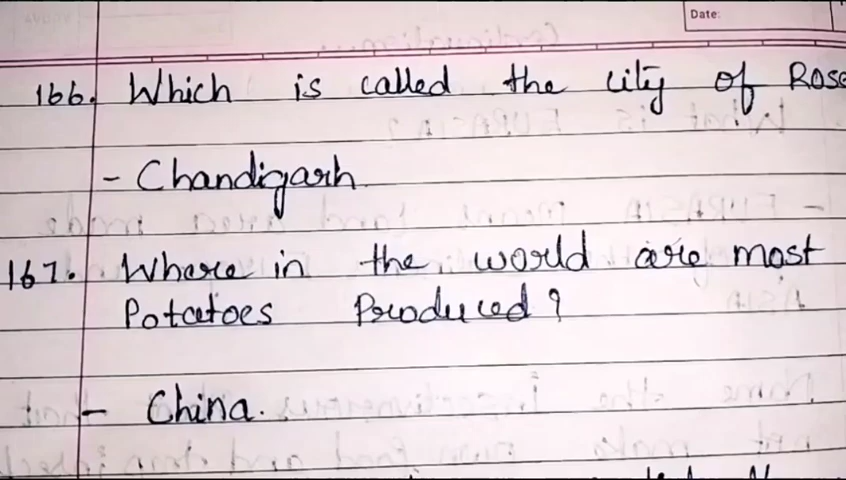 Date:
166. Which is called the city of Rose
- Chandigarh
167. Where in the world are most
Potatoes Produced?
- China.